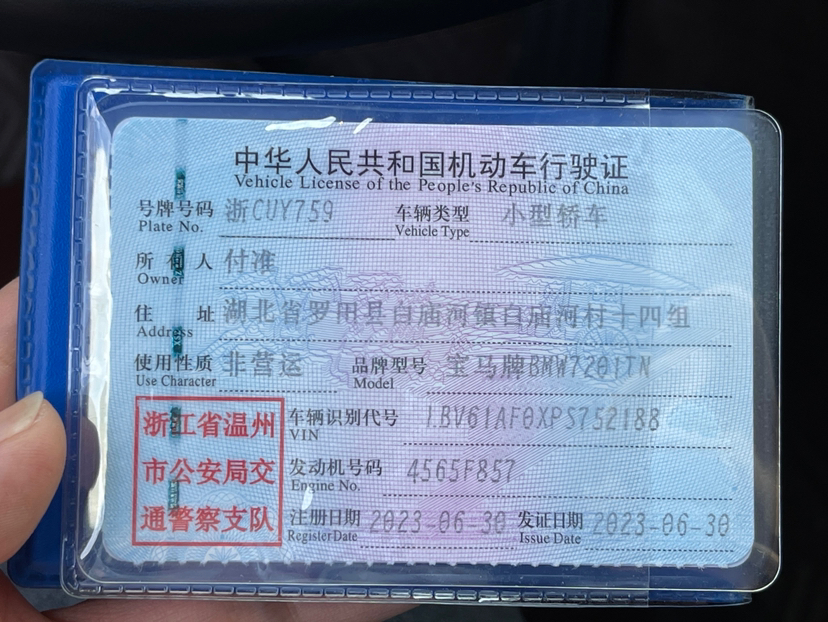 中华人民共和国机动车行驶证
Vehicle License of the People's Republic of China
号牌号码 浙CUY759 车辆类型 小型轿车
Plate No. Vehicle Type
所有人 付准
Owner
住址 湖北省罗田县白庙河镇白庙河村十四组
Address
使用性质 非营运 品牌型号 宝马牌BMW7201TN
Use Character Model
浙江省温州 车辆识别代号 LBV61AF0XPS752188
VIN
市公安局交 发动机号码 4565F857
Engine No.
通警察支队 注册日期 2023-06-30 发证日期 2023-06-30
Register Date Issue Date